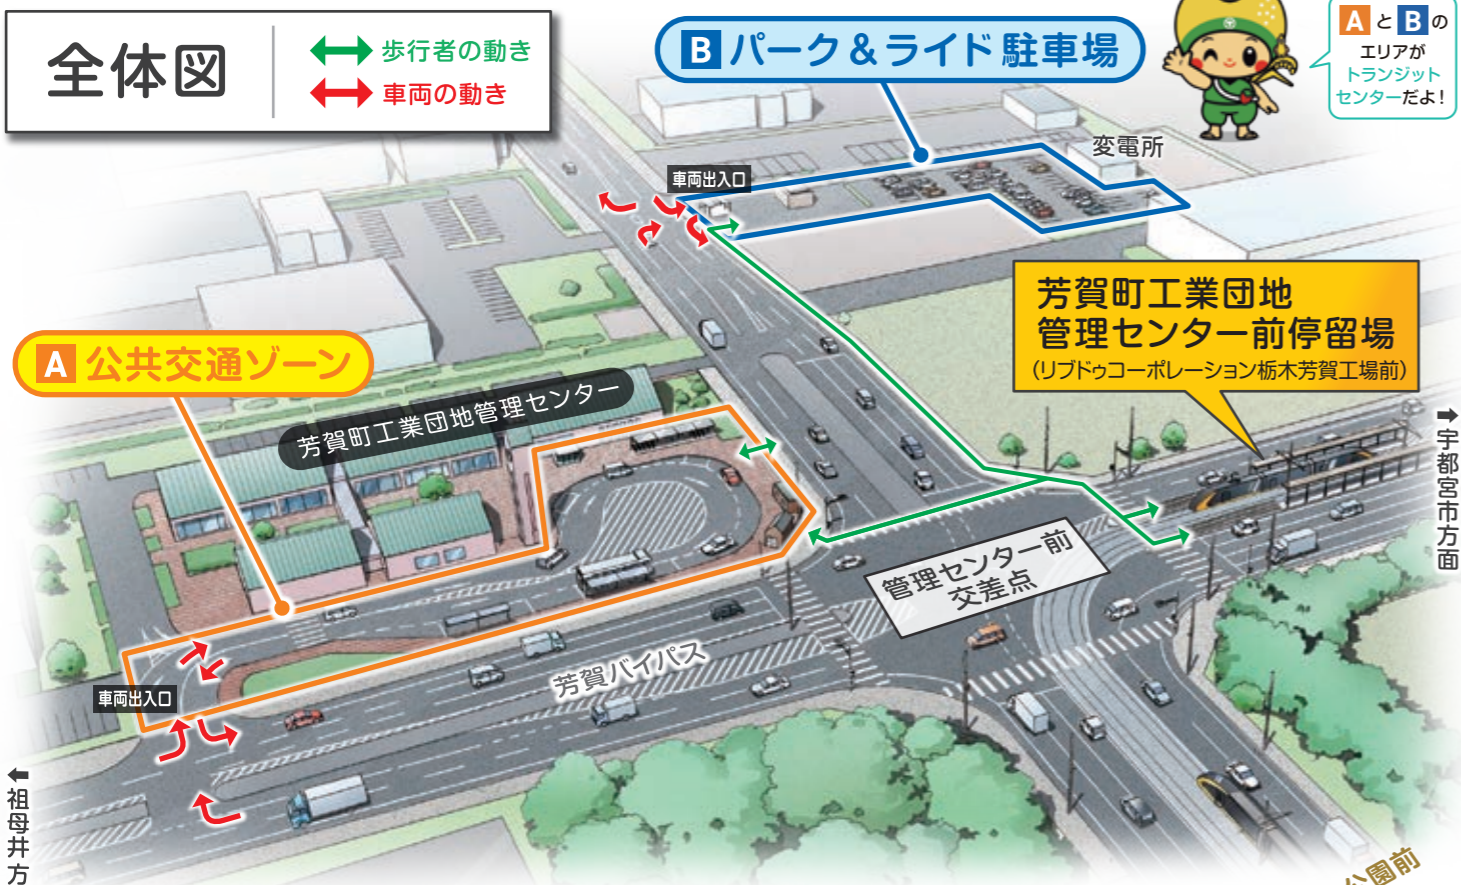 全体図
歩行者の動き
車両の動き
B パーク&ライド駐車場
AとBの
エリアが
トランジット
センターだよ！
変電所
車両出入口
芳賀町工業団地
管理センター前停留場
(リブドゥコーポレーション栃木芳賀工場前)
A 公共交通ゾーン
芳賀町工業団地管理センター
➡宇都宮市方面
管理センター前
交差点
芳賀バイパス
車両出入口
⬅祖母井方
公園前